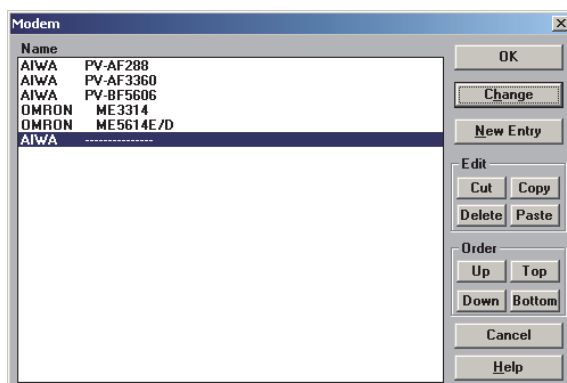 Modem
Name
AIWA PV-AF288
AIWA PV-AF3360
AIWA PV-BF5606
OMRON ME3314
OMRON ME5614E/D
AIWA ---------------
OK
Change
New Entry
Edit
Cut Copy
Delete Paste
Order
Up Top
Down Bottom
Cancel
Help